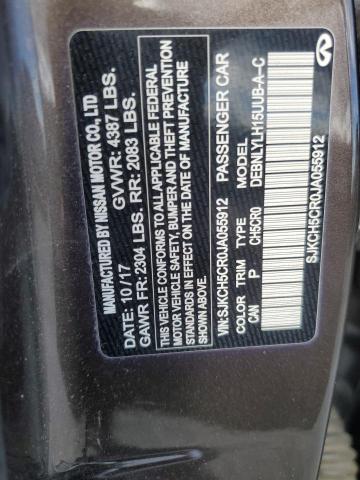 MANUFACTURED BY NISSAN MOTOR CO., LTD
DATE: 10/17 GVWR: 4387 LBS.
GAWR FR: 2304 LBS. RR: 2083 LBS.
THIS VEHICLE CONFORMS TO ALL APPLICABLE FEDERAL
MOTOR VEHICLE SAFETY, BUMPER AND THEFT PREVENTION
STANDARDS IN EFFECT ON THE DATE OF MANUFACTURE
SHOWN ABOVE.
VIN:SJKCH5CR0JA055912 PASSENGER CAR
COLOR TRIM TYPE MODEL
CAN P CH5CR0 DEBNLYLH15UUB-A-C
SJKCH5CR0JA055912